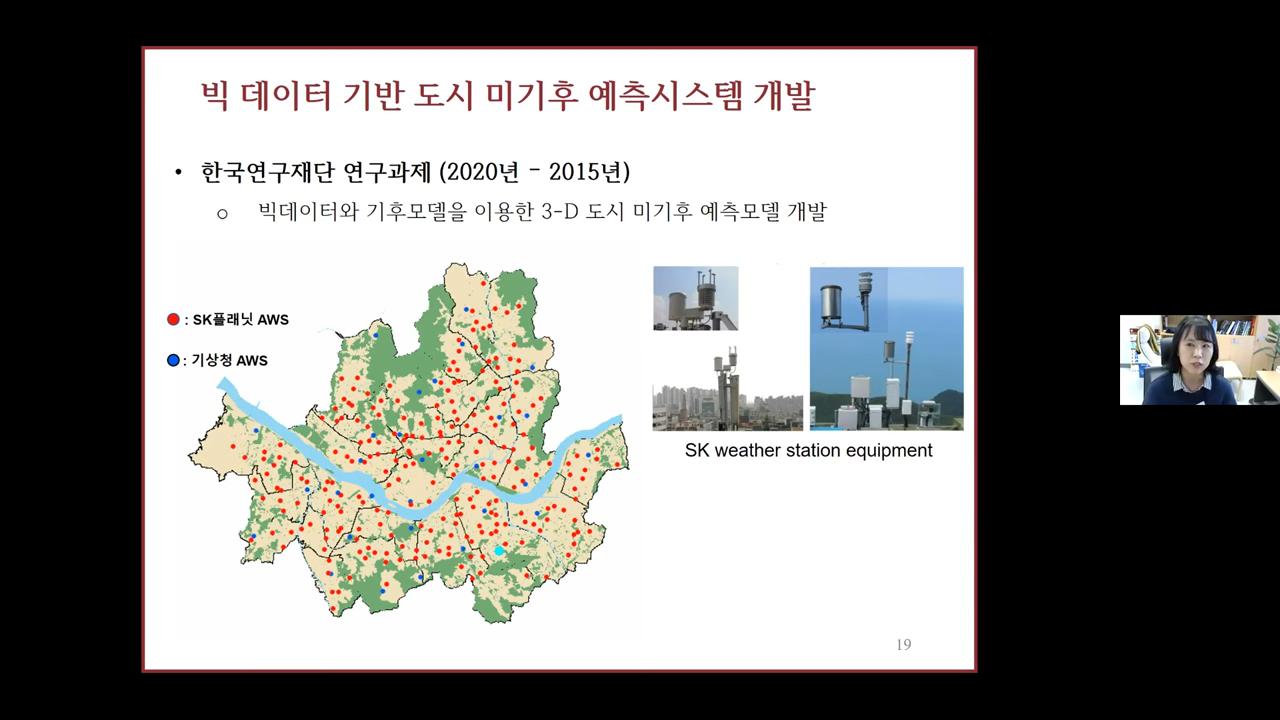 빅 데이터 기반 도시 미기후 예측시스템 개발
• 한국연구재단 연구과제 (2020년 - 2015년)
o 빅데이터와 기후모델을 이용한 3-D 도시 미기후 예측모델 개발
: SK플래닛 AWS
: 기상청 AWS
SK weather station equipment
19